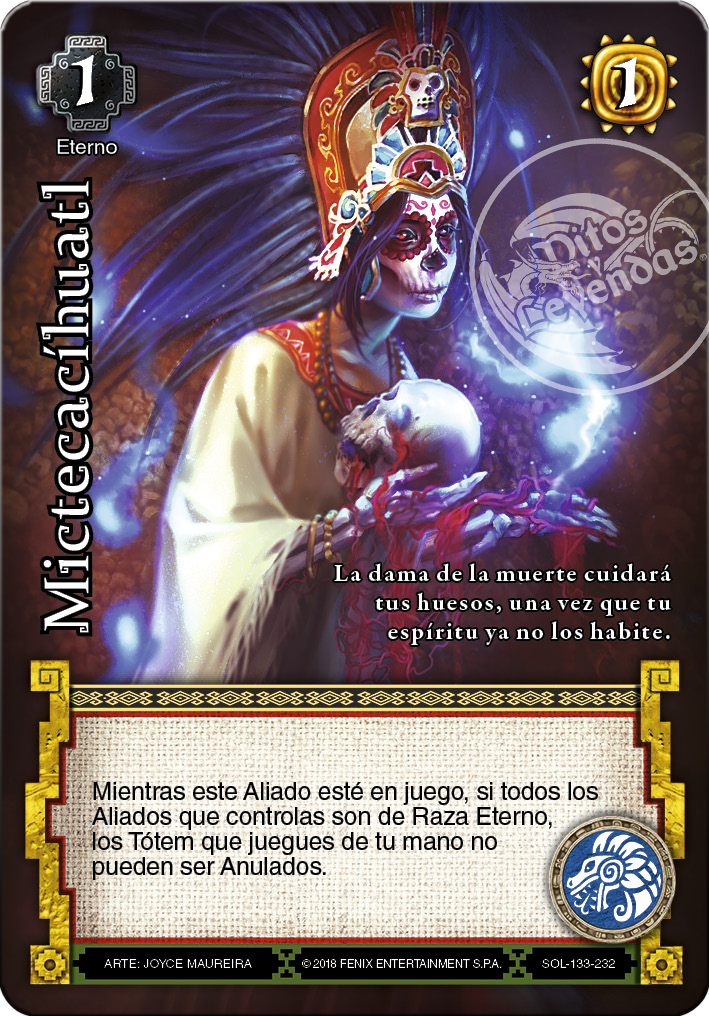 1
Eterno
1
Mictecacíhuatl
Mitos
y
Leyendas
La dama de la muerte cuidará
tus huesos, una vez que tu
espíritu ya no los habite.
Mientras este Aliado esté en juego, si todos los
Aliados que controlas son de Raza Eterno,
los Tótem que juegues de tu mano no
pueden ser Anulados.
ARTE: JOYCE MAUREIRA
©2018 FENIX ENTERTAINMENT S.P.A.
SOL-133-232